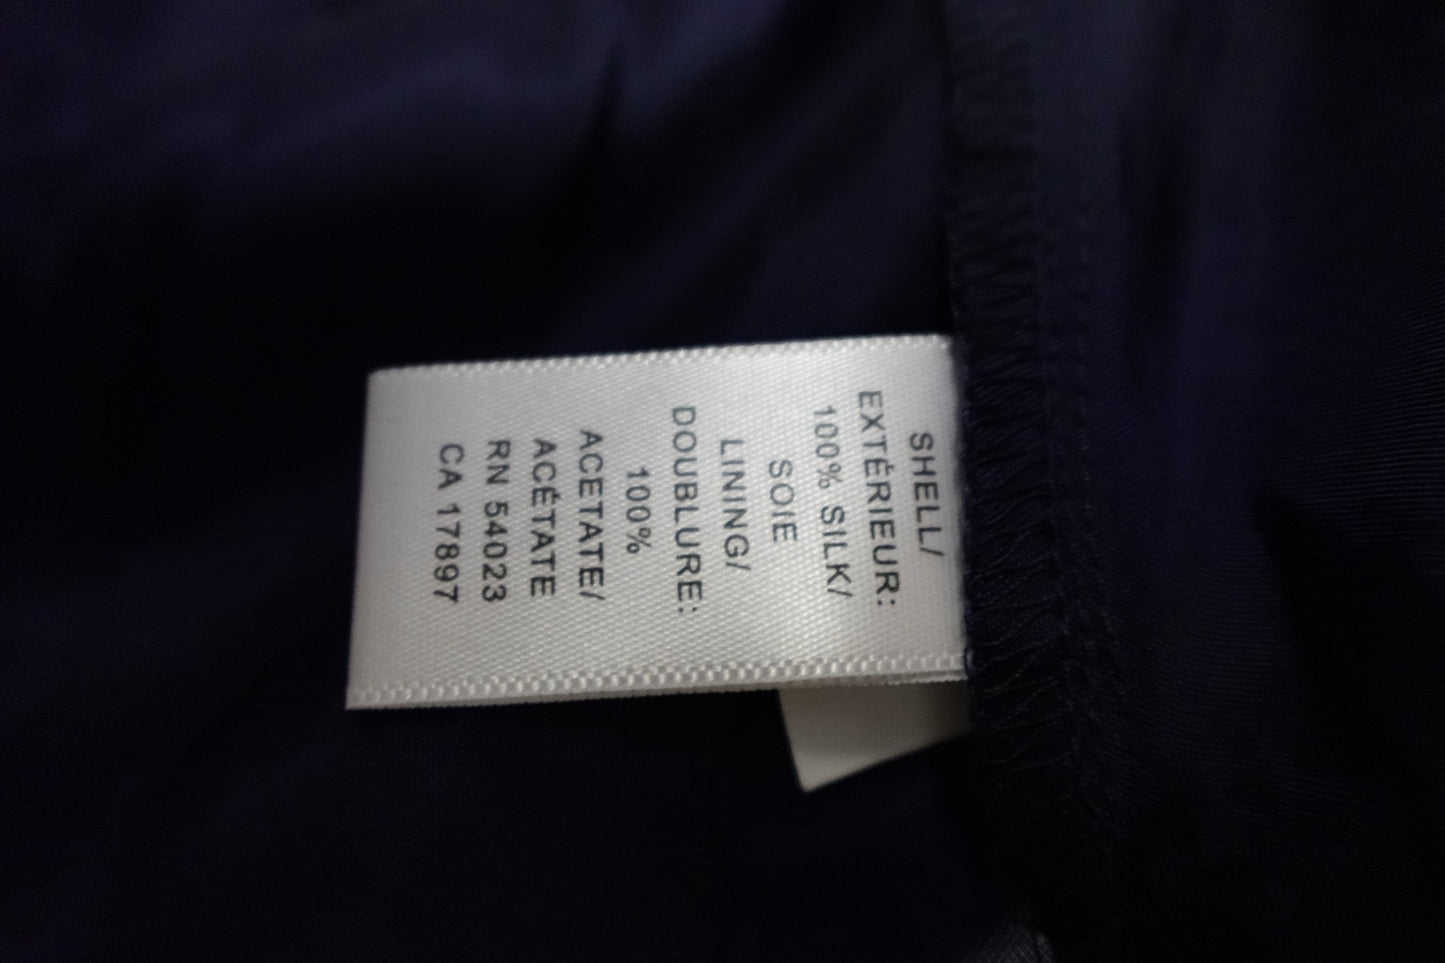 SHELL/
EXTÉRIEUR:
100% SILK/
SOIE
LINING/
DOUBLURE:
100%
ACETATE/
ACÉTATE
RN 54023
CA 17897